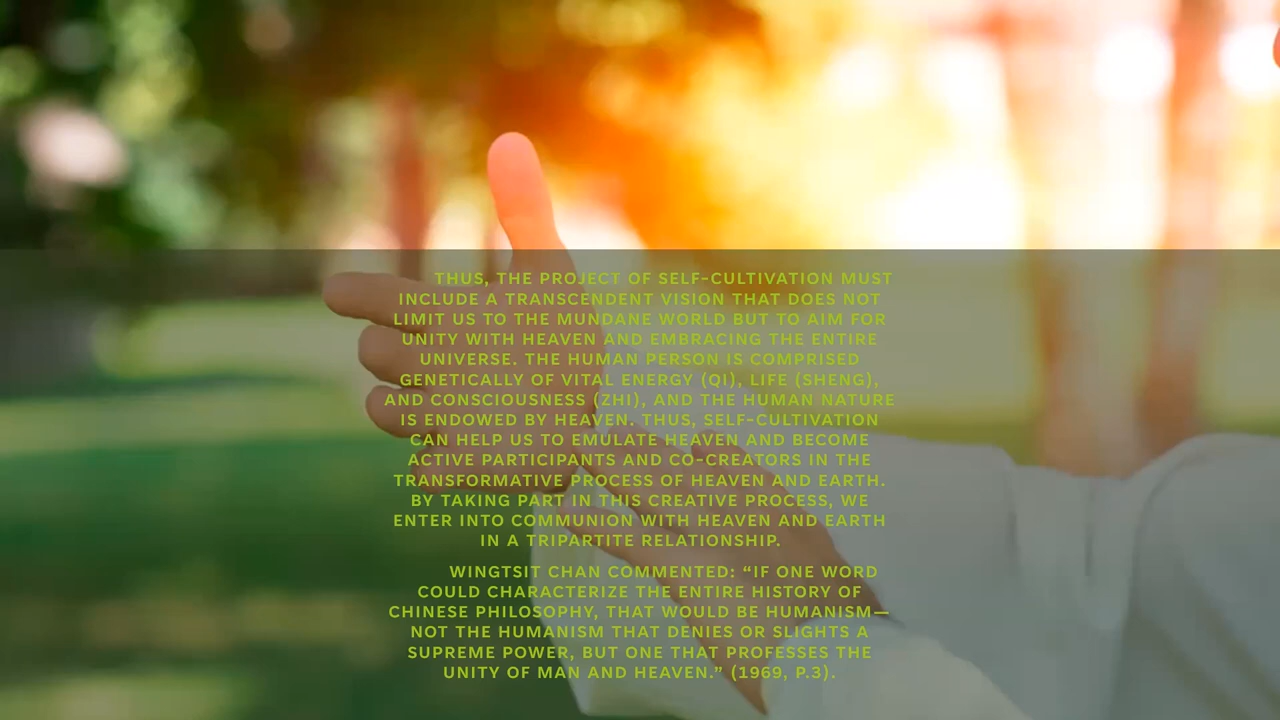 THUS, THE PROJECT OF SELF-CULTIVATION MUST
INCLUDE A TRANSCENDENT VISION THAT DOES NOT
LIMIT US TO THE MUNDANE WORLD BUT TO AIM FOR
UNITY WITH HEAVEN AND EMBRACING THE ENTIRE
UNIVERSE. THE HUMAN PERSON IS COMPRISED
GENETICALLY OF VITAL ENERGY (QI), LIFE (SHENG),
AND CONSCIOUSNESS (ZHI), AND THE HUMAN NATURE
IS ENDOWED BY HEAVEN. THUS, SELF-CULTIVATION
CAN HELP US TO EMULATE HEAVEN AND BECOME
ACTIVE PARTICIPANTS AND CO-CREATORS IN THE
TRANSFORMATIVE PROCESS OF HEAVEN AND EARTH.
BY TAKING PART IN THIS CREATIVE PROCESS, WE
ENTER INTO COMMUNION WITH HEAVEN AND EARTH
IN A TRIPARTITE RELATIONSHIP.
WINGTSIT CHAN COMMENTED: “IF ONE WORD
COULD CHARACTERIZE THE ENTIRE HISTORY OF
CHINESE PHILOSOPHY, THAT WOULD BE HUMANISM—
NOT THE HUMANISM THAT DENIES OR SLIGHTS A
SUPREME POWER, BUT ONE THAT PROFESSES THE
UNITY OF MAN AND HEAVEN.” (1969, P.3).